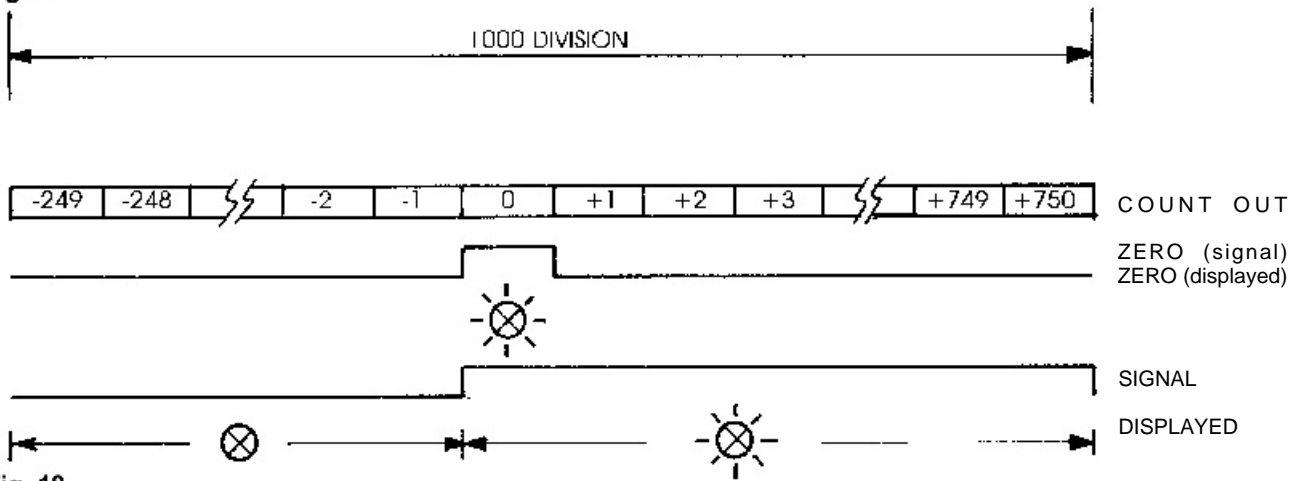 1000 DIVISION
-249 -248 -2 -1 0 +1 +2 +3 +749 +750 COUNT OUT
ZERO (signal)
ZERO (displayed)
SIGNAL
DISPLAYED